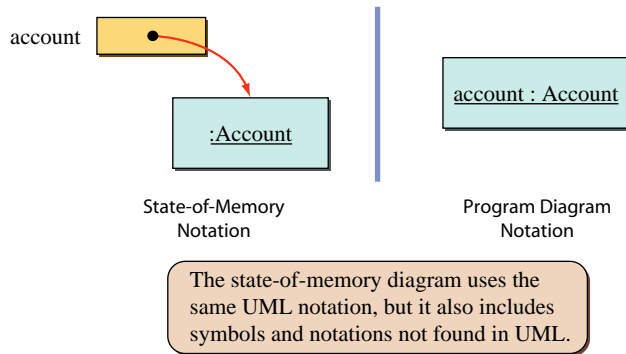 account
:Account
account : Account
State-of-Memory
Notation
Program Diagram
Notation
The state-of-memory diagram uses the
same UML notation, but it also includes
symbols and notations not found in UML.